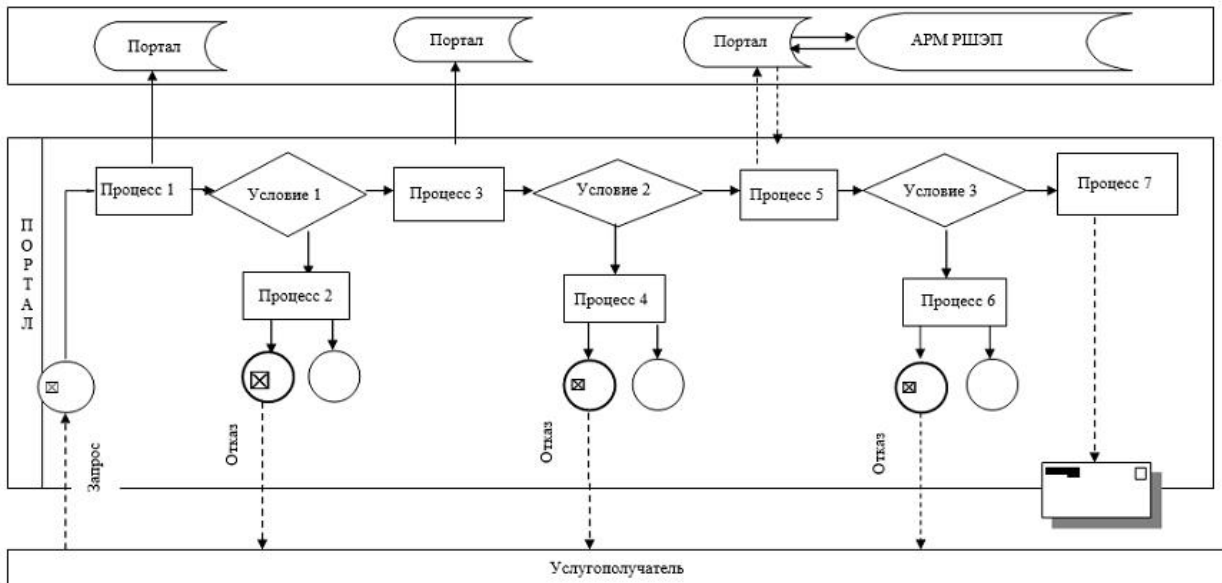 Портал
Портал
Портал
АРМ РШЭП
ПОРТАЛ
Процесс 1
Условие 1
Процесс 3
Условие 2
Процесс 5
Условие 3
Процесс 7
Процесс 2
Процесс 4
Процесс 6
Запрос
Отказ
Отказ
Отказ
Услугополучатель